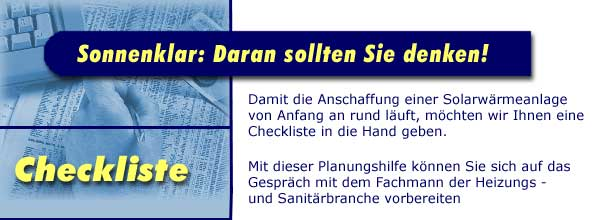 Sonnenklar: Daran sollten Sie denken!
Damit die Anschaffung einer Solarwärmeanlage
von Anfang an rund läuft, möchten wir Ihnen eine
Checkliste in die Hand geben.
Checkliste
Mit dieser Planungshilfe können Sie sich auf das
Gespräch mit dem Fachmann der Heizungs -
und Sanitärbranche vorbereiten